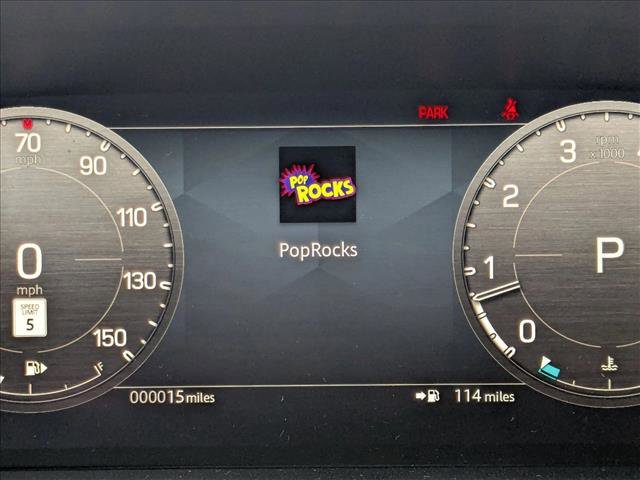 PARK
70
mph
90
110
130
150
0
mph
SPEED
LIMIT
5
F
POP
ROCKS
PopRocks
3
rpm
x1000
2
1
0
P
000015 miles
114 miles